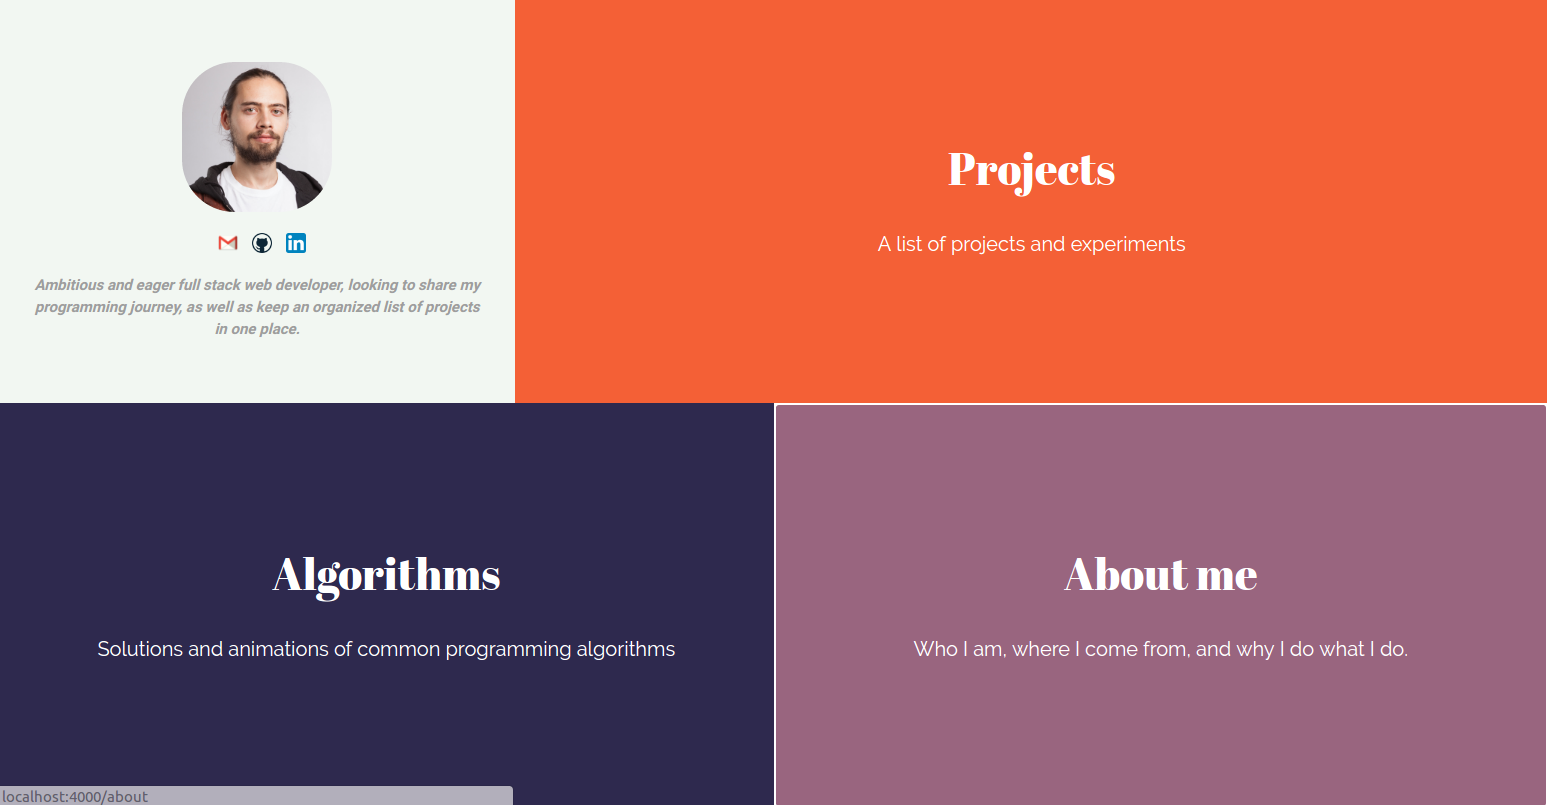 Projects
A list of projects and experiments
in
Ambitious and eager full stack web developer, looking to share my
programming journey, as well as keep an organized list of projects
in one place.
Algorithms
Solutions and animations of common programming algorithms
About me
Who I am, where I come from, and why I do what I do.
localhost:4000/about